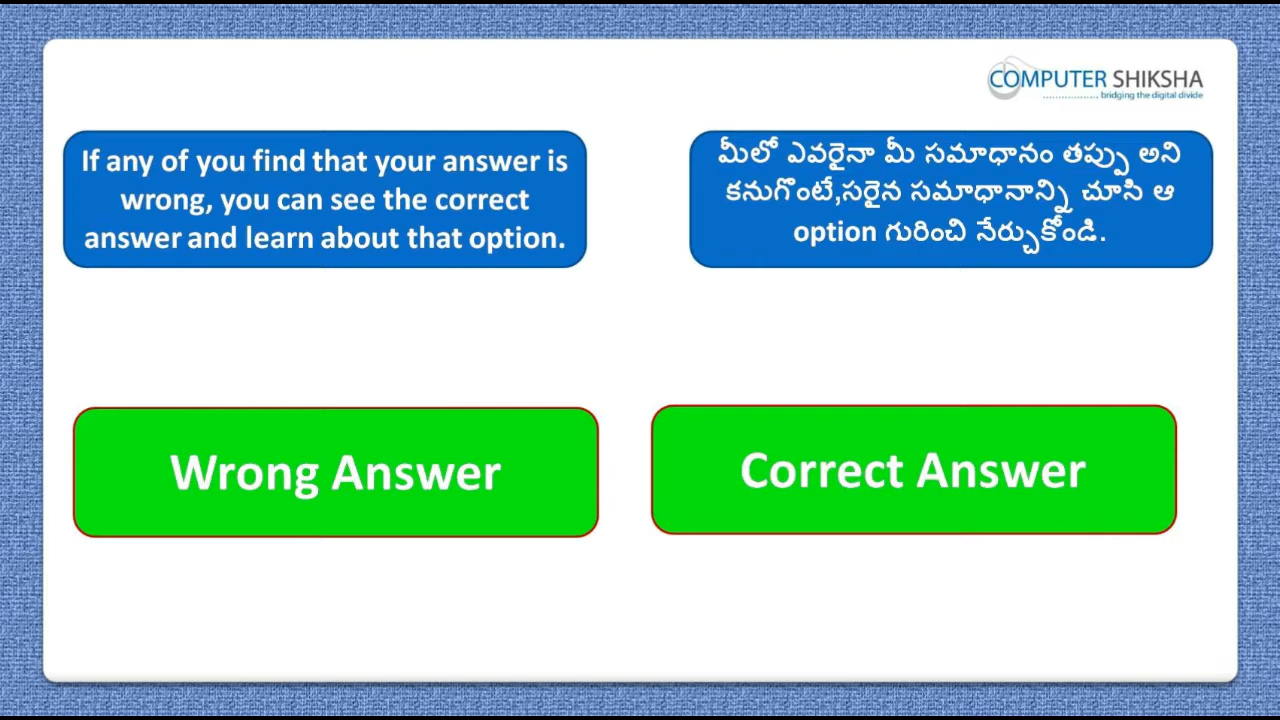 COMPUTER SHIKSHA
bridging the digital divide
If any of you find that your answer is
wrong, you can see the correct
answer and learn about that option.
మీలో ఎవరైనా మీ సమాధానం తప్పు అని
కనుగొంటే,సరైన సమాధానాన్ని చూసి ఆ
option గురించి నేర్చుకోండి.
Wrong Answer
Correct Answer